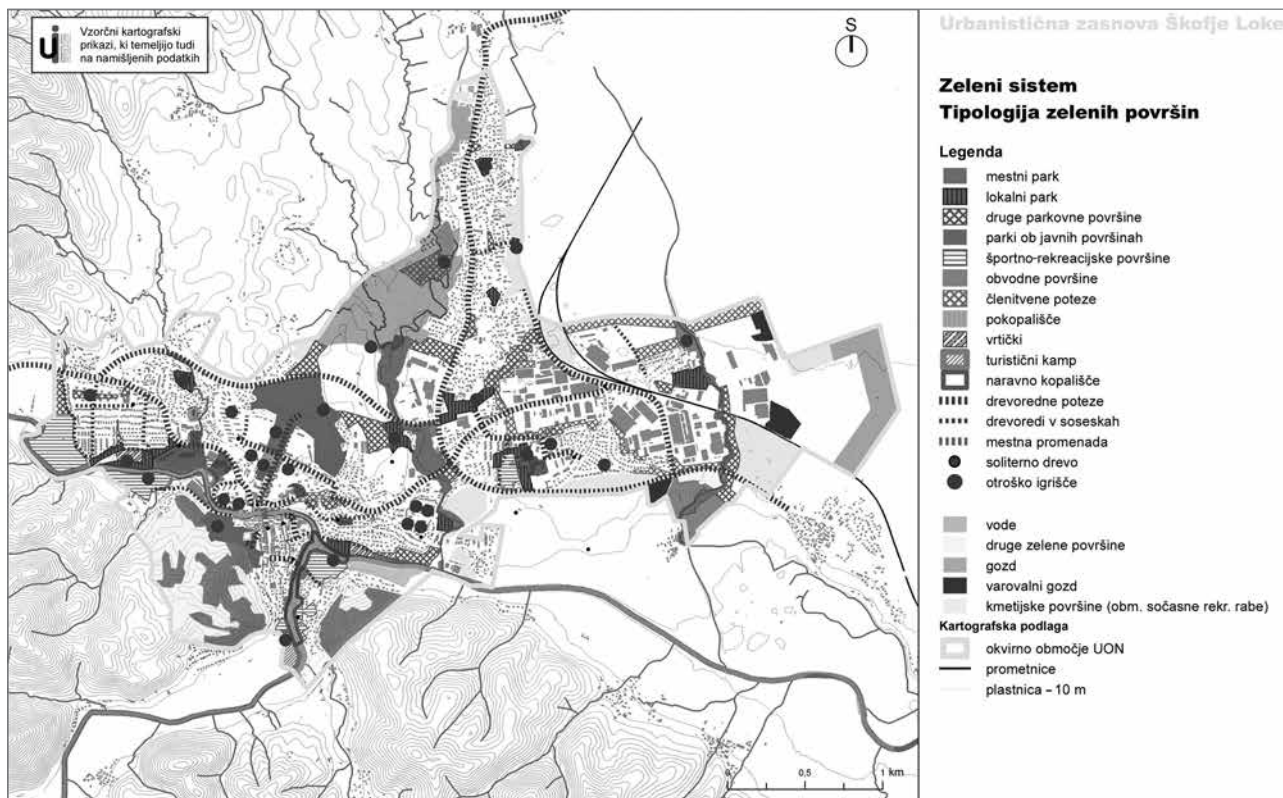 Vzorčni kartografski
prikazi, ki temeljijo tudi
na namišljenih podatkih
S
0,5
1 km
Urbanistična zasnova Škofje Loke
Zeleni sistem
Tipologija zelenih površin
Legenda
mestni park
lokalni park
druge parkovne površine
parki ob javnih površinah
športno-rekreacijske površine
obvodne površine
členitvene poteze
pokopališče
vrtički
turistični kamp
naravno kopališče
drevoredne poteze
drevoredi v soseskah
mestna promenada
soliterno drevo
otroško igrišče
vode
druge zelene površine
gozd
varovalni gozd
kmetijske površine (obm. sočasne rekr. rabe)
Kartografska podlaga
okvirno območje UON
prometnice
plastnica – 10 m